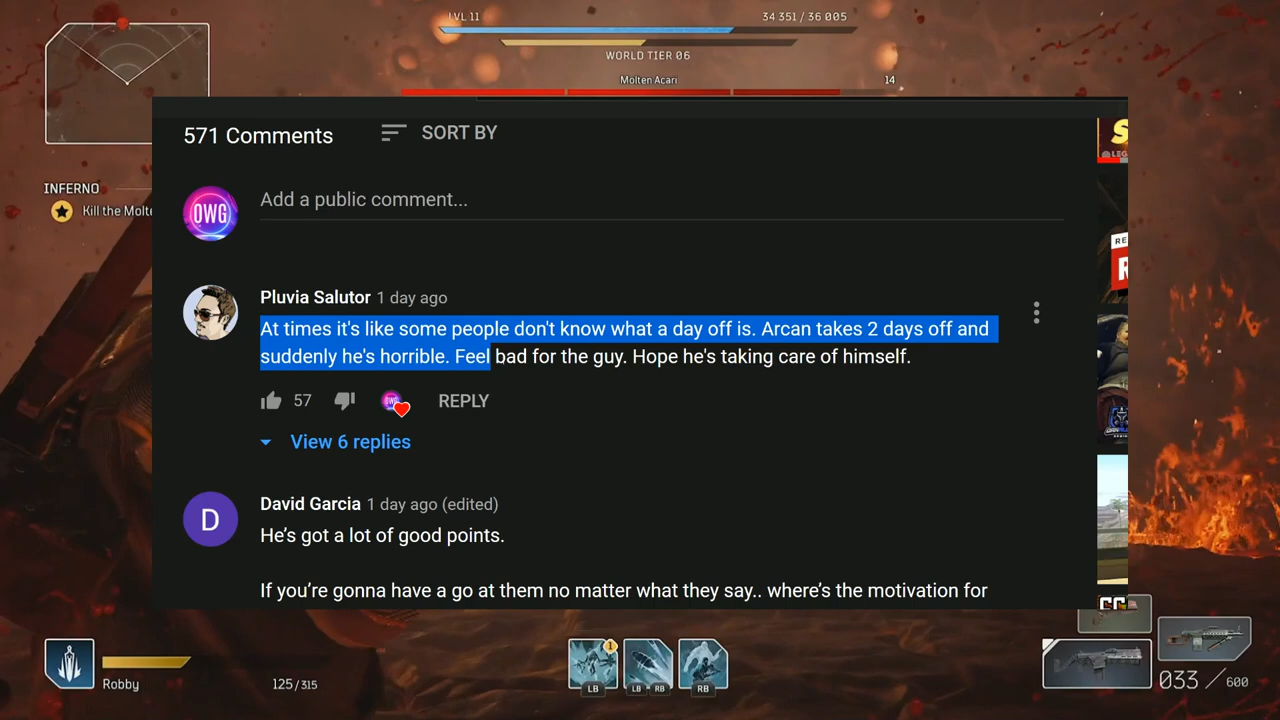 LVL 11
34 351 / 36 005
WORLD TIER 06
Molten Acari
14
INFERNO
Kill the Molte
571 Comments
SORT BY
OWG
Add a public comment...
Pluvia Salutor 1 day ago
At times it's like some people don't know what a day off is. Arcan takes 2 days off and
suddenly he's horrible. Feel bad for the guy. Hope he's taking care of himself.
57
REPLY
View 6 replies
D
David Garcia 1 day ago (edited)
He's got a lot of good points.
If you're gonna have a go at them no matter what they say.. where's the motivation for
Robby
125/315
1
LB
LB RB
RB
033 / 600